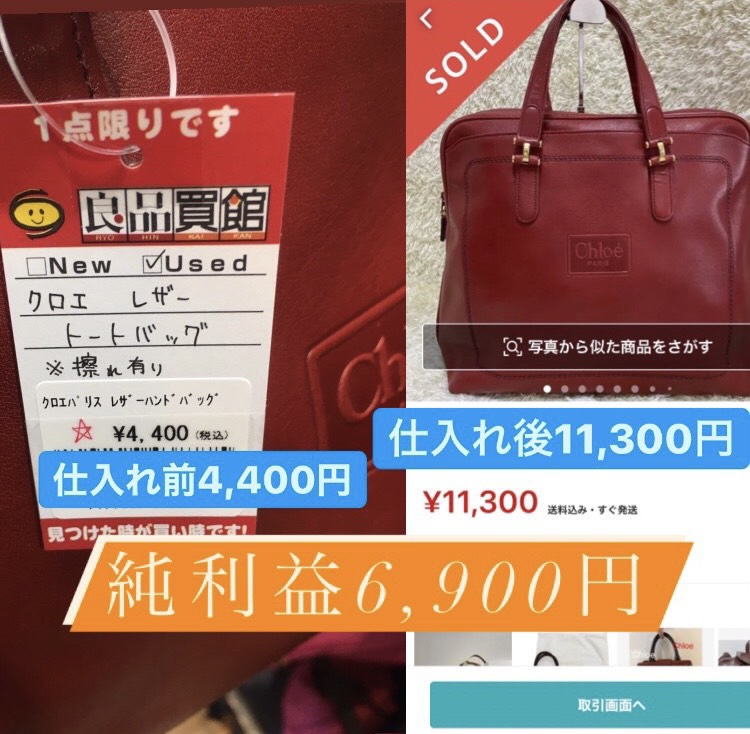 1点限りです
良品買館
RYO HIN KAI KAN
□New ☑Used
クロエ レザー
トートバッグ
※擦れ有り
クロエパリス レザーハンドバッグ
¥4,400(税込)
仕入れ前4,400円
見つけた時が買い時です!
SOLD
Chloé
PARIS
写真から似た商品をさがす
仕入れ後11,300円
¥11,300 送料込み・すぐ発送
純利益6,900円
Chloé
取引画面へ